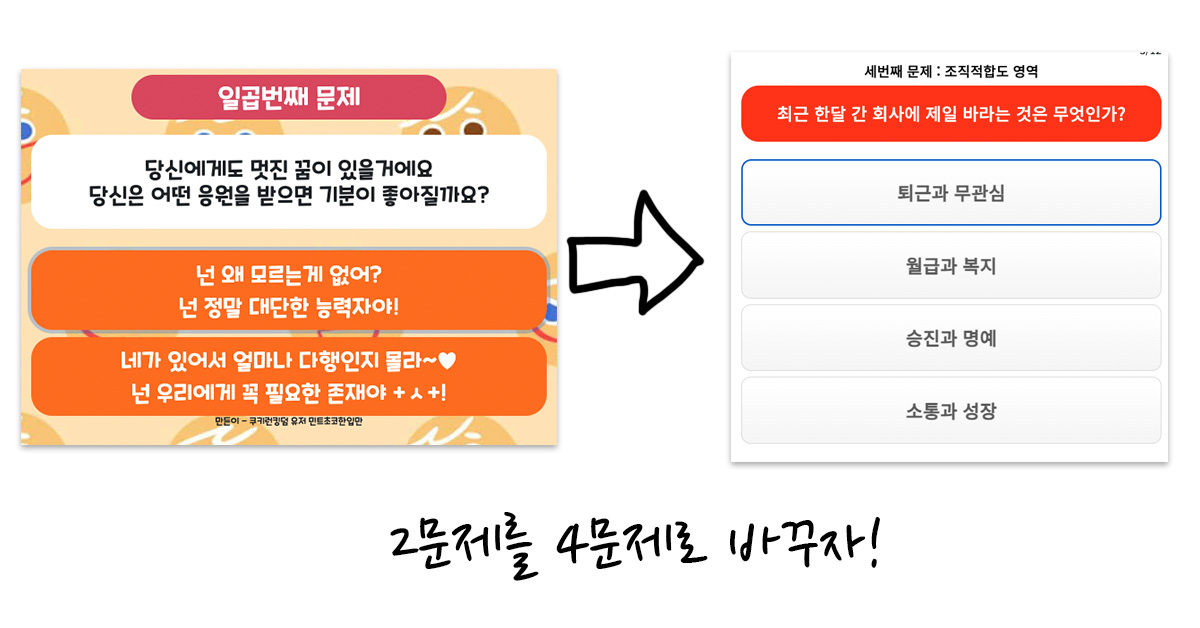 일곱번째 문제
당신에게도 멋진 꿈이 있을거에요
당신은 어떤 응원을 받으면 기분이 좋아질까요?
넌 왜 모르는게 없어?
넌 정말 대단한 능력자야!
네가 있어서 얼마나 다행인지 몰라~♥
넌 우리에게 꼭 필요한 존재야 +ㅅ+!
만든이 - 쿠키런킹덤 유저 민트초코한입만
세번째 문제 : 조직적합도 영역
최근 한달 간 회사에 제일 바라는 것은 무엇인가?
퇴근과 무관심
월급과 복지
승진과 명예
소통과 성장
2문제를 4문제로 바꾸자!